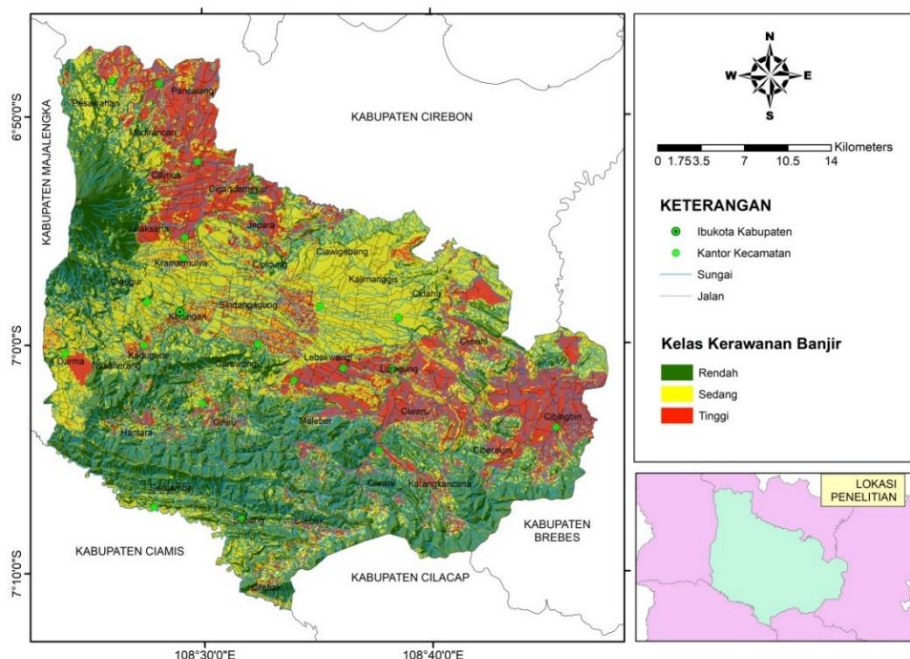 KABUPATEN MAJALENGKA
KABUPATEN CIREBON
KABUPATEN CIAMIS
KABUPATEN CILACAP
KABUPATEN
BREBES
6°50'0"S
7°0'0"S
7°10'0"S
108°30'0"E
108°40'0"E
Pesawahan
Pancalang
Mandirancan
Cilimus
Cigandamekar
Jalaksana
Japara
Kramatmulya
Cipicung
Ciawigebang
Kalimanggis
Cidahu
Cigugur
Kuningan
Sindangagung
Darma
Kadugede
Nusaherang
Garawangi
Lebakwangi
Luragung
Cimahi
Cibingbin
Ciwaru
Maleber
Ciniru
Hantara
Cibeureum
Ciwaru
Karangkancana
Subang
N
W
E
S
0 1.75 3.5 7 10.5 14 Kilometers
KETERANGAN
Ibukota Kabupaten
Kantor Kecamatan
Sungai
Jalan
Kelas Kerawanan Banjir
Rendah
Sedang
Tinggi
LOKASI
PENELITIAN